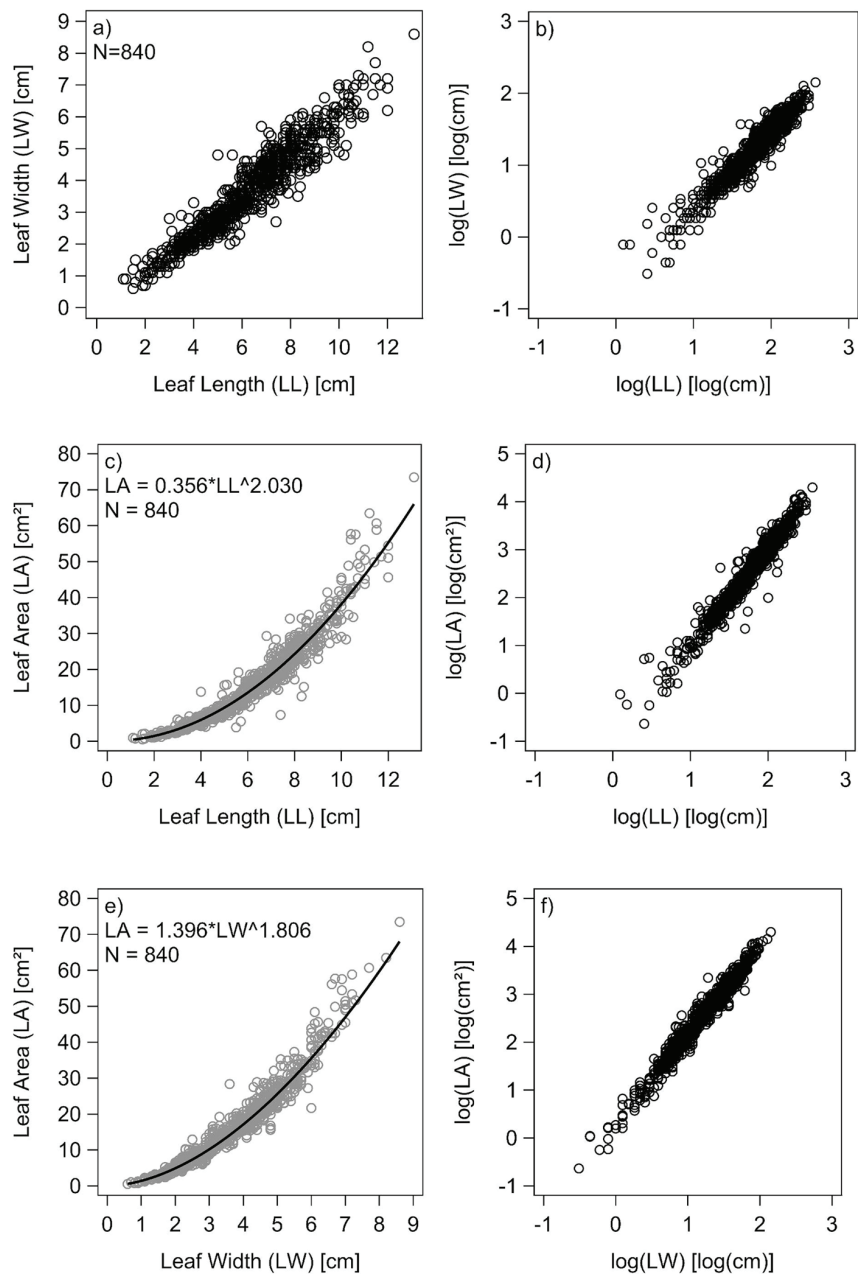 a)
N=840
9
8
7
6
5
4
3
2
1
0
Leaf Width (LW) [cm]
0 2 4 6 8 10 12
Leaf Length (LL) [cm]
b)
3
2
1
0
-1
log(LW) [log(cm)]
-1 0 1 2 3
log(LL) [log(cm)]
c)
LA = 0.356*LL^2.030
N = 840
80
70
60
50
40
30
20
10
0
Leaf Area (LA) [cm²]
0 2 4 6 8 10 12
Leaf Length (LL) [cm]
d)
5
4
3
2
1
0
-1
log(LA) [log(cm²)]
-1 0 1 2 3
log(LL) [log(cm)]
e)
LA = 1.396*LW^1.806
N = 840
80
70
60
50
40
30
20
10
0
Leaf Area (LA) [cm²]
0 1 2 3 4 5 6 7 8 9
Leaf Width (LW) [cm]
f)
5
4
3
2
1
0
-1
log(LA) [log(cm²)]
-1 0 1 2 3
log(LW) [log(cm)]